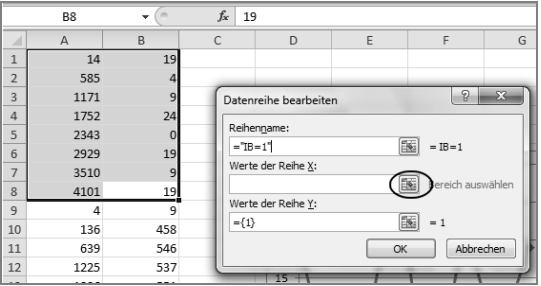 B8 fx 19
A B C D E F G
1 14 19
2 585 4
3 1171 9
4 1752 24
5 2343 0
6 2929 19
7 3510 9
8 4101 19
9 4 9
10 136 458
11 639 546
12 1225 537
Datenreihe bearbeiten
Reihenname:
="IB=1" = IB=1
Werte der Reihe X:
Bereich auswählen
Werte der Reihe Y:
={1} = 1
OK Abbrechen
15